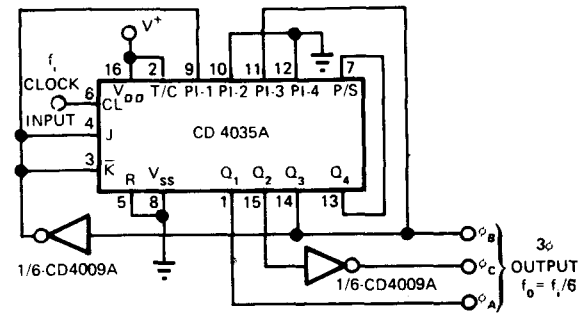 V+
16 2 9 10 11 12 7
VDD T/C PI-1 PI-2 PI-3 PI-4 P/S
fi
CLOCK
INPUT
6 CL
4 J
3 K̅
CD 4035A
R VSS Q1 Q2 Q3 Q4
5 8 1 15 14 13
1/6-CD4009A
1/6-CD4009A
ϕB
ϕC
ϕA
3ϕ
OUTPUT
fo = fi/6